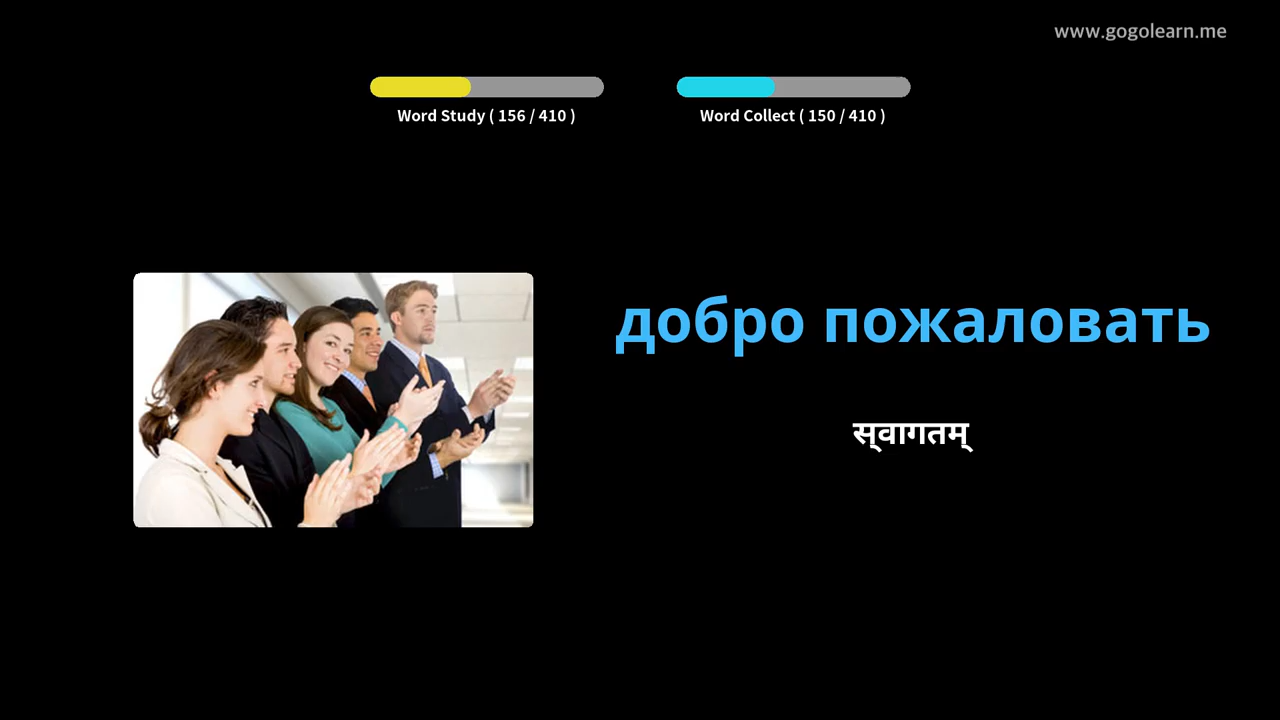 www.gogolearn.me
Word Study ( 156 / 410 )
Word Collect ( 150 / 410 )
добро пожаловать
स्वागतम्